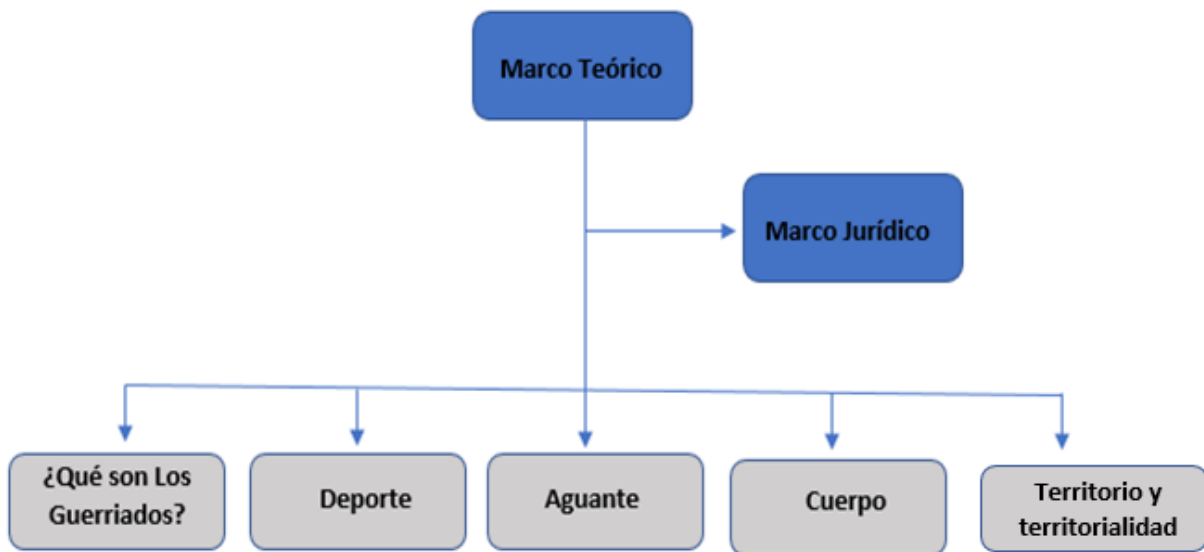 Marco Teórico
Marco Jurídico
¿Qué son Los
Guerriados?
Deporte
Aguante
Cuerpo
Territorio y
territorialidad